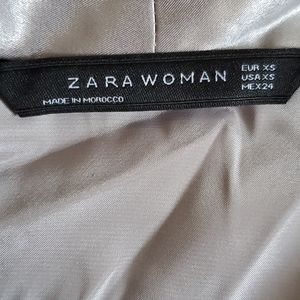 ZARA WOMAN
MADE IN MOROCCO
EUR XS
USA XS
MEX 24